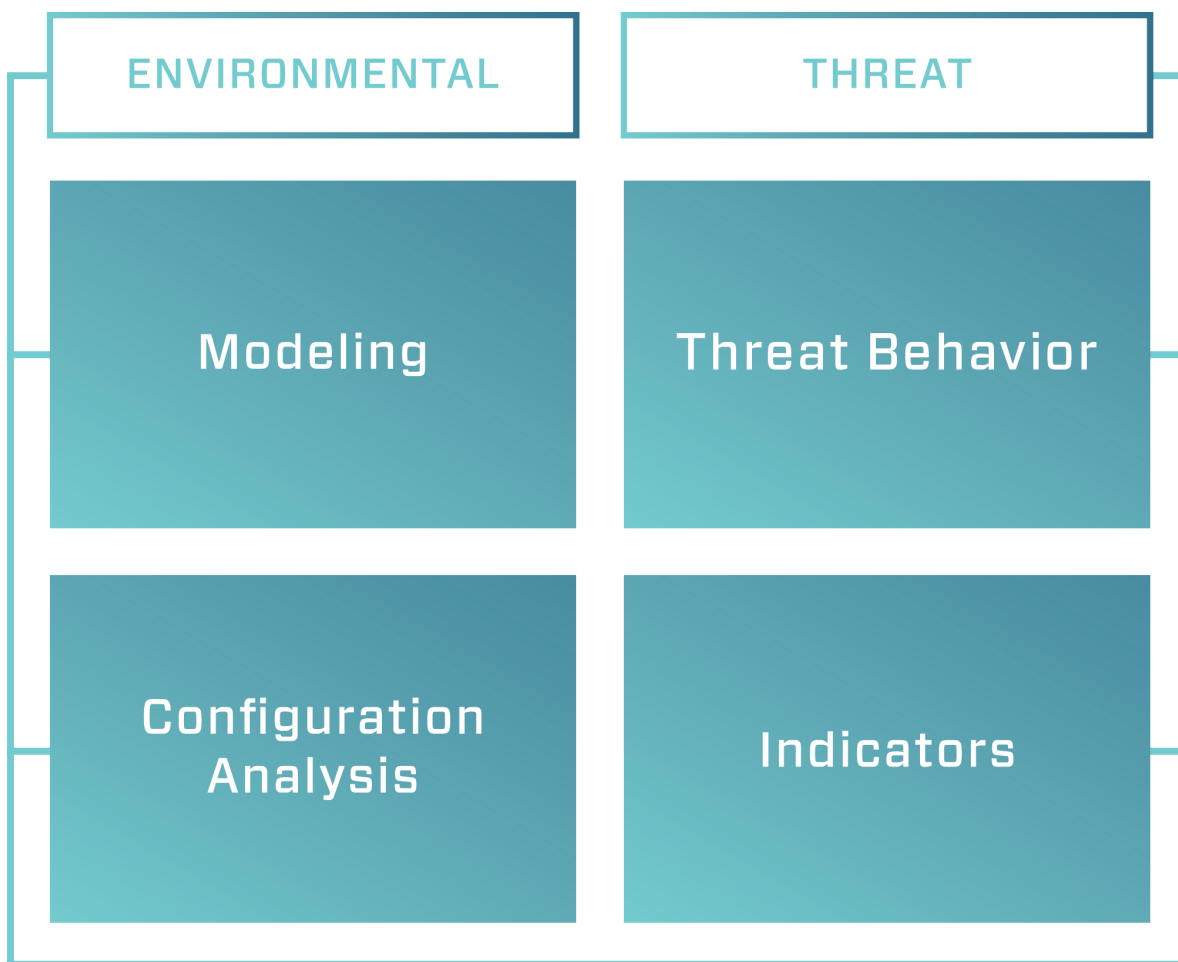 ENVIRONMENTAL
THREAT
Modeling
Threat Behavior
Configuration
Analysis
Indicators